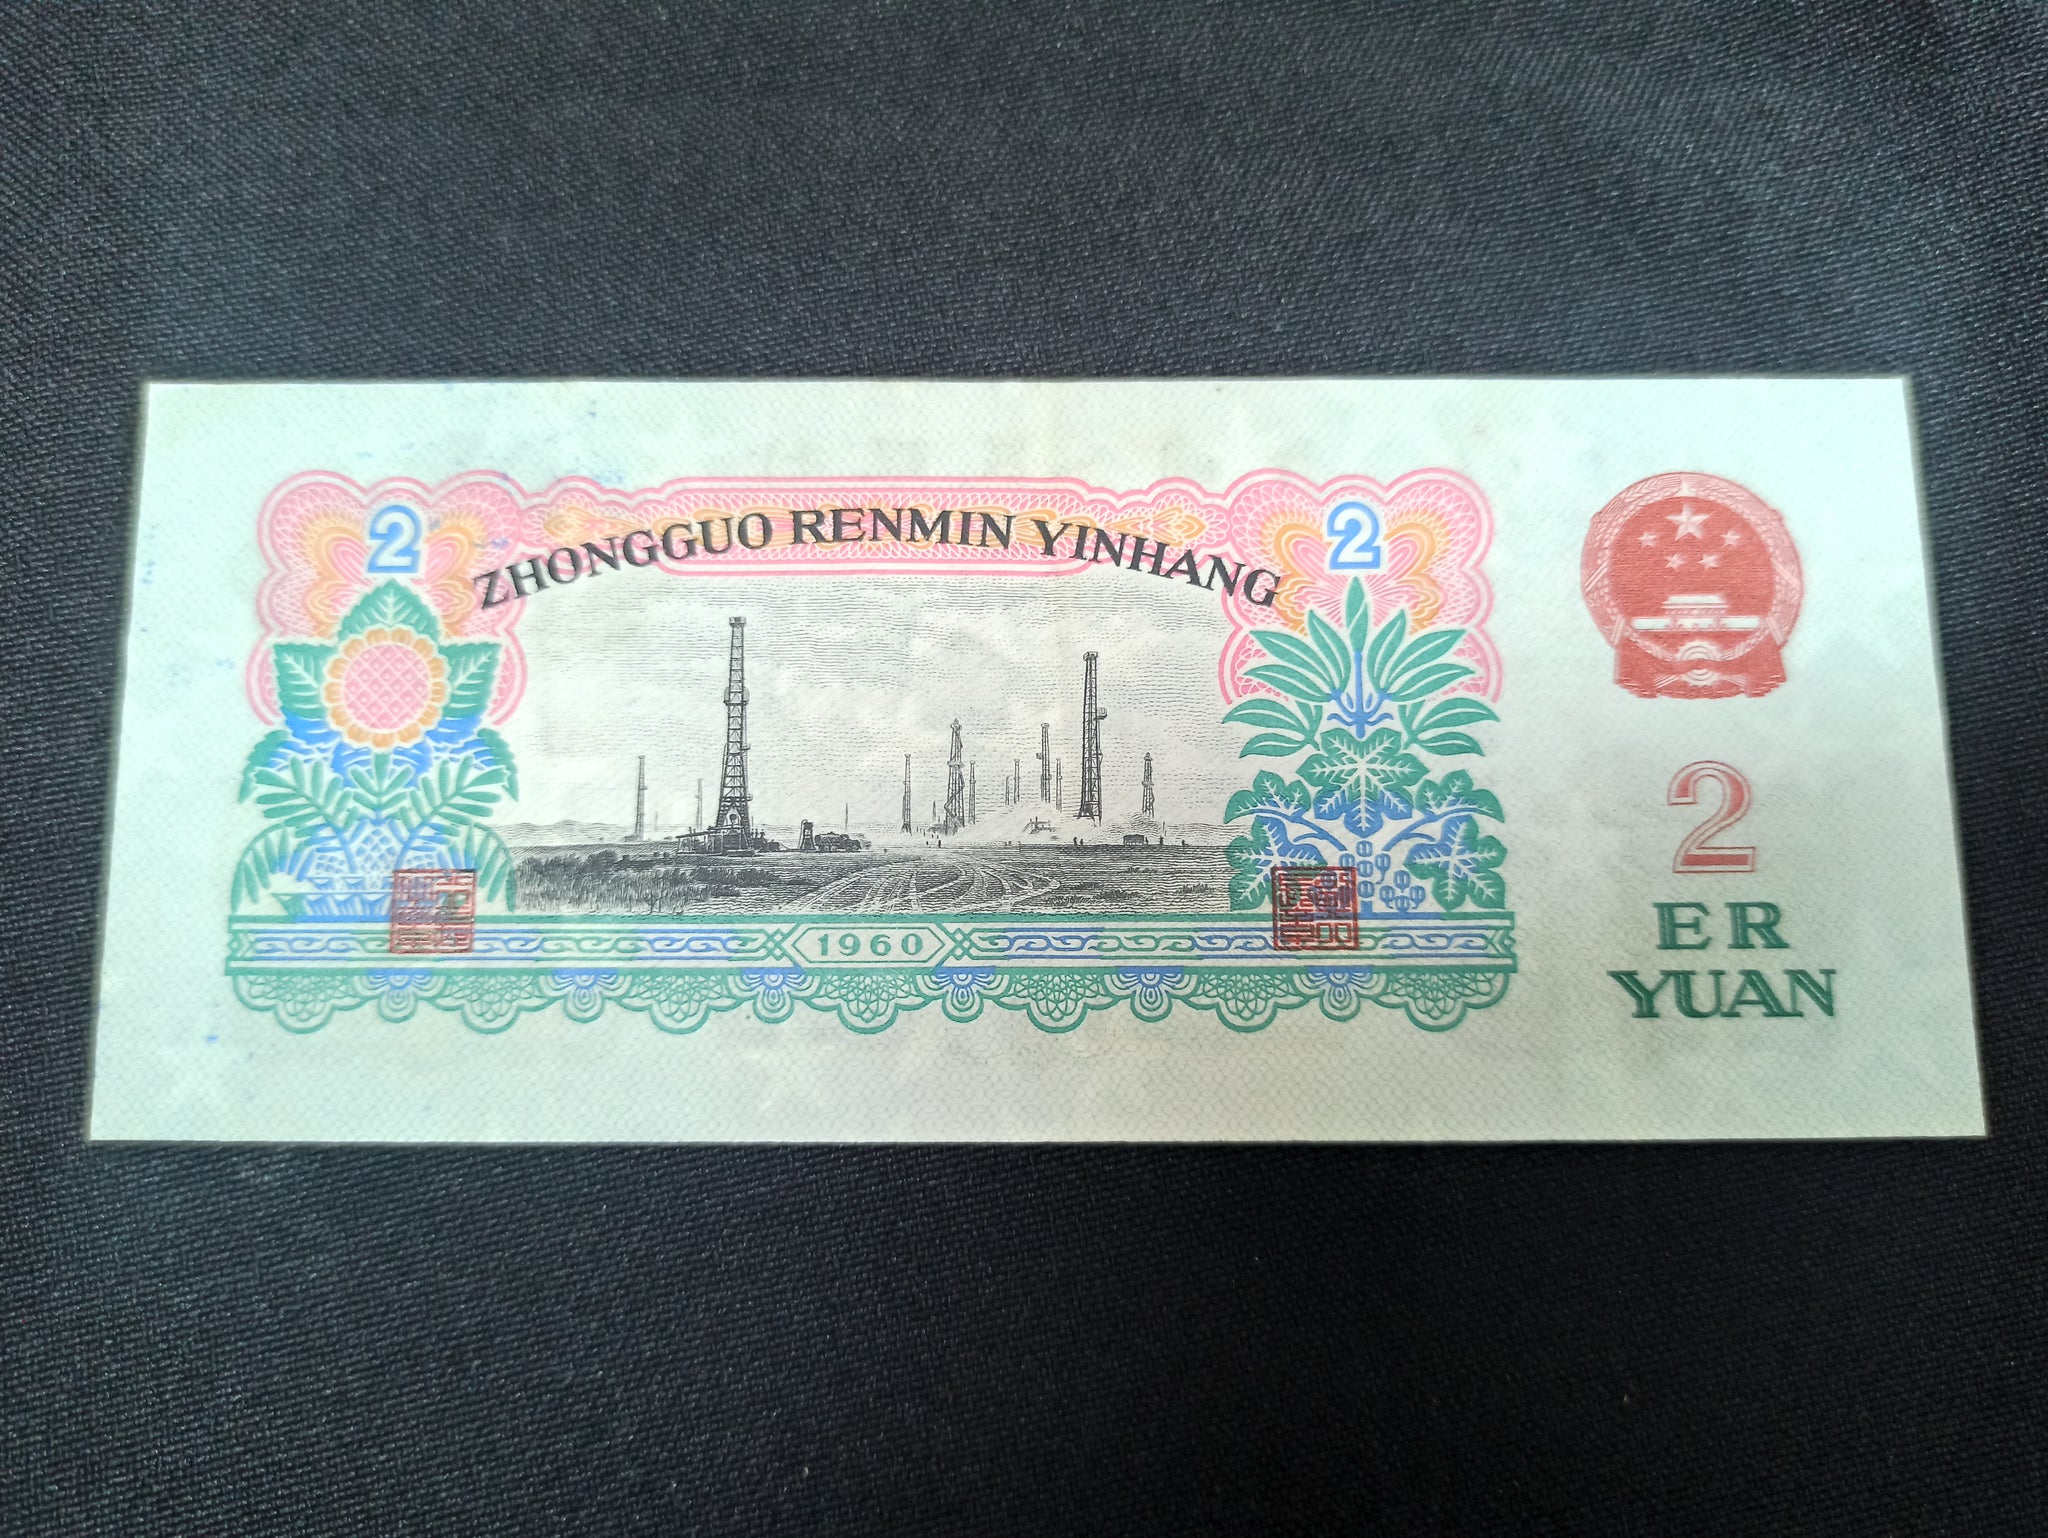 2
ZHONGGUO RENMIN YINHANG
2
1960
2
ER
YUAN